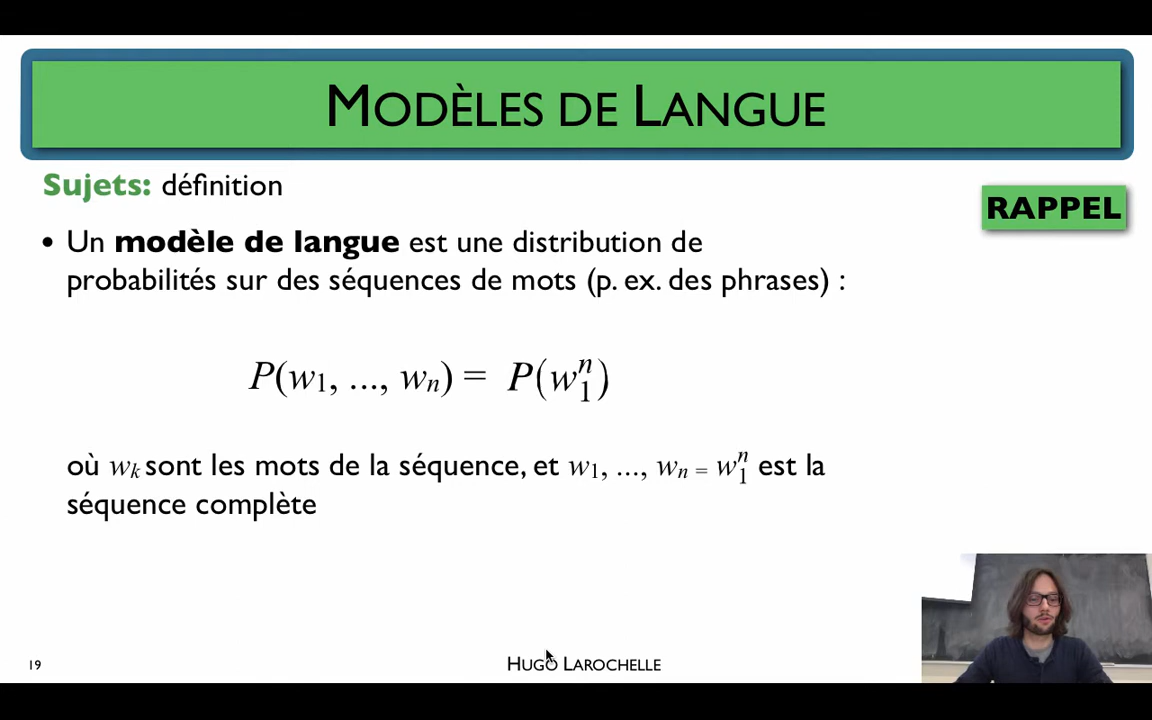 MODÈLES DE LANGUE
Sujets: définition
RAPPEL
• Un modèle de langue est une distribution de
probabilités sur des séquences de mots (p. ex. des phrases) :
P(w₁, ..., wₙ) = P(w₁ⁿ)
où wₖ sont les mots de la séquence, et w₁, ..., wₙ = w₁ⁿ est la
séquence complète
19
HUGO LAROCHELLE